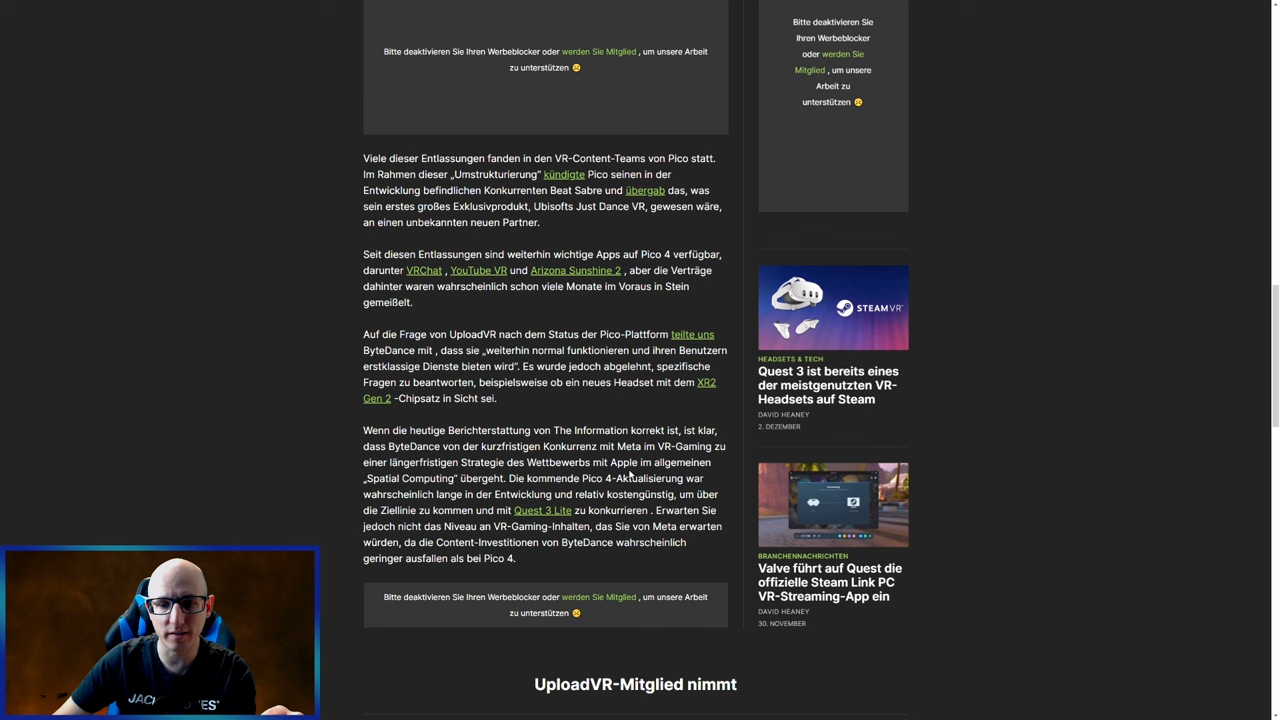 Bitte deaktivieren Sie Ihren Werbeblocker oder werden Sie Mitglied , um unsere Arbeit
zu unterstützen
Viele dieser Entlassungen fanden in den VR-Content-Teams von Pico statt.
Im Rahmen dieser „Umstrukturierung“ kündigte Pico seinen in der
Entwicklung befindlichen Konkurrenten Beat Sabre und übergab das, was
sein erstes großes Exklusivprodukt, Ubisofts Just Dance VR, gewesen wäre,
an einen unbekannten neuen Partner.
Seit diesen Entlassungen sind weiterhin wichtige Apps auf Pico 4 verfügbar,
darunter VRChat , YouTube VR und Arizona Sunshine 2 , aber die Verträge
dahinter waren wahrscheinlich schon viele Monate im Voraus in Stein
gemeißelt.
Auf die Frage von UploadVR nach dem Status der Pico-Plattform teilte uns
ByteDance mit , dass sie „weiterhin normal funktionieren und ihren Benutzern
erstklassige Dienste bieten wird“. Es wurde jedoch abgelehnt, spezifische
Fragen zu beantworten, beispielsweise ob ein neues Headset mit dem XR2
Gen 2 -Chipsatz in Sicht sei.
Wenn die heutige Berichterstattung von The Information korrekt ist, ist klar,
dass ByteDance von der kurzfristigen Konkurrenz mit Meta im VR-Gaming zu
einer längerfristigen Strategie des Wettbewerbs mit Apple im allgemeinen
„Spatial Computing“ übergeht. Die kommende Pico 4-Aktualisierung war
wahrscheinlich lange in der Entwicklung und relativ kostengünstig, um über
die Ziellinie zu kommen und mit Quest 3 Lite zu konkurrieren . Erwarten Sie
jedoch nicht das Niveau an VR-Gaming-Inhalten, das Sie von Meta erwarten
würden, da die Content-Investitionen von ByteDance wahrscheinlich
geringer ausfallen als bei Pico 4.
Bitte deaktivieren Sie Ihren Werbeblocker oder werden Sie Mitglied , um unsere Arbeit
zu unterstützen
UploadVR-Mitglied nimmt
Bitte deaktivieren Sie
Ihren Werbeblocker
oder werden Sie
Mitglied , um unsere
Arbeit zu
unterstützen
STEAMVR
HEADSETS & TECH
Quest 3 ist bereits eines
der meistgenutzten VR-
Headsets auf Steam
DAVID HEANEY
2. DEZEMBER
BRANCHENNACHRICHTEN
Valve führt auf Quest die
offizielle Steam Link PC
VR-Streaming-App ein
DAVID HEANEY
30. NOVEMBER